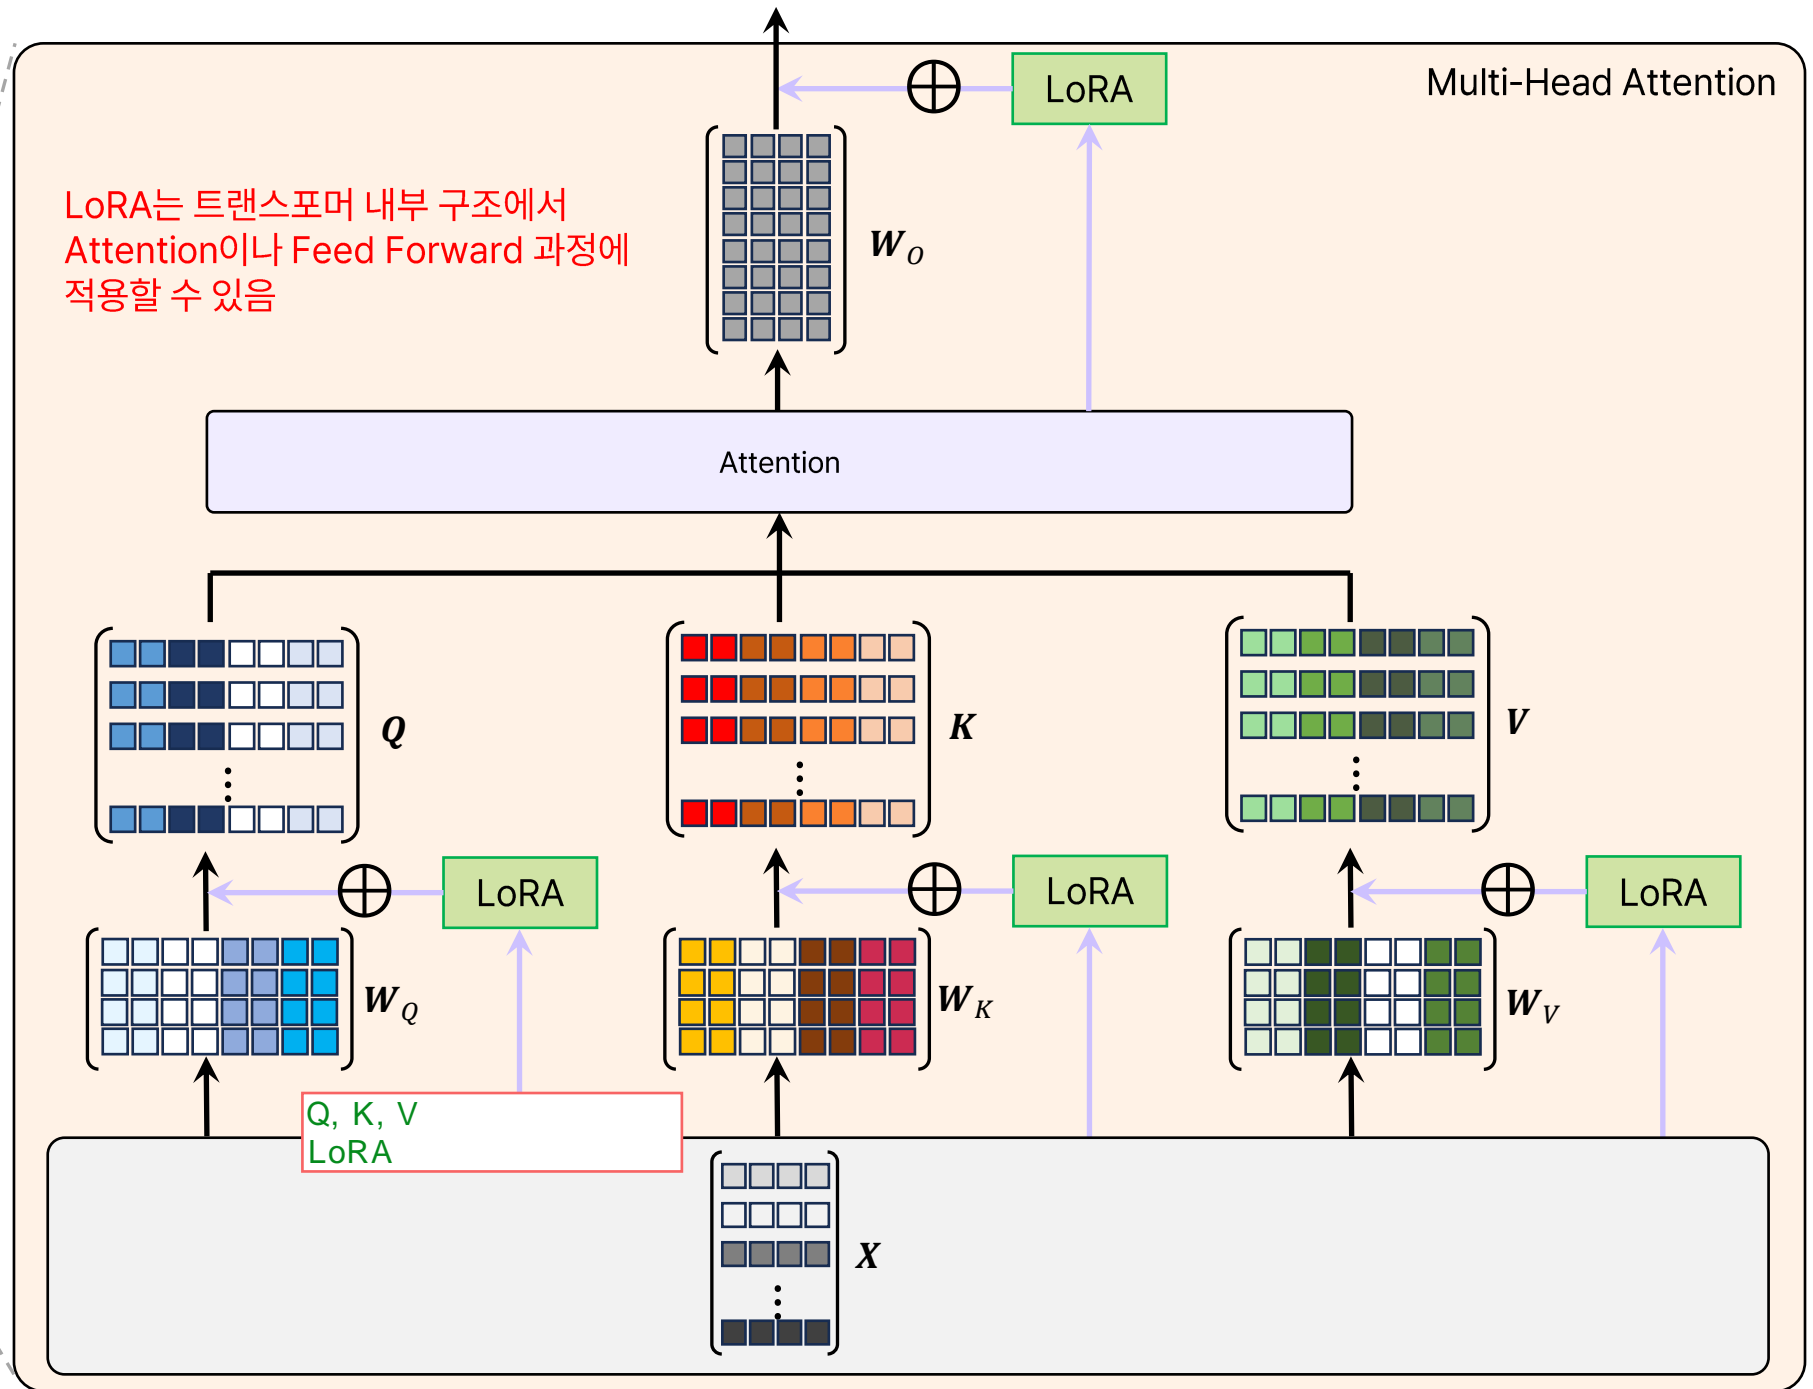 LoRA
Multi-Head Attention
LoRA는 트랜스포머 내부 구조에서
Attention이나 Feed Forward 과정에
적용할 수 있음
W_O
Attention
Q
K
V
LoRA
LoRA
LoRA
W_Q
W_K
W_V
Q, K, V
LoRA
X